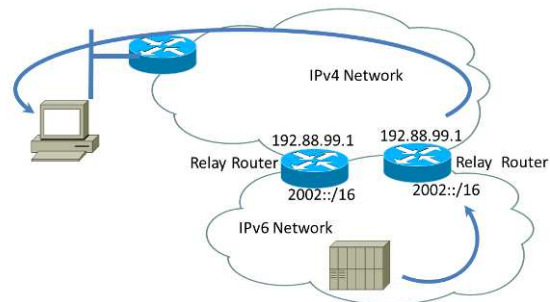 IPv4 Network
192.88.99.1
192.88.99.1
Relay Router
Relay Router
2002::/16
2002::/16
IPv6 Network